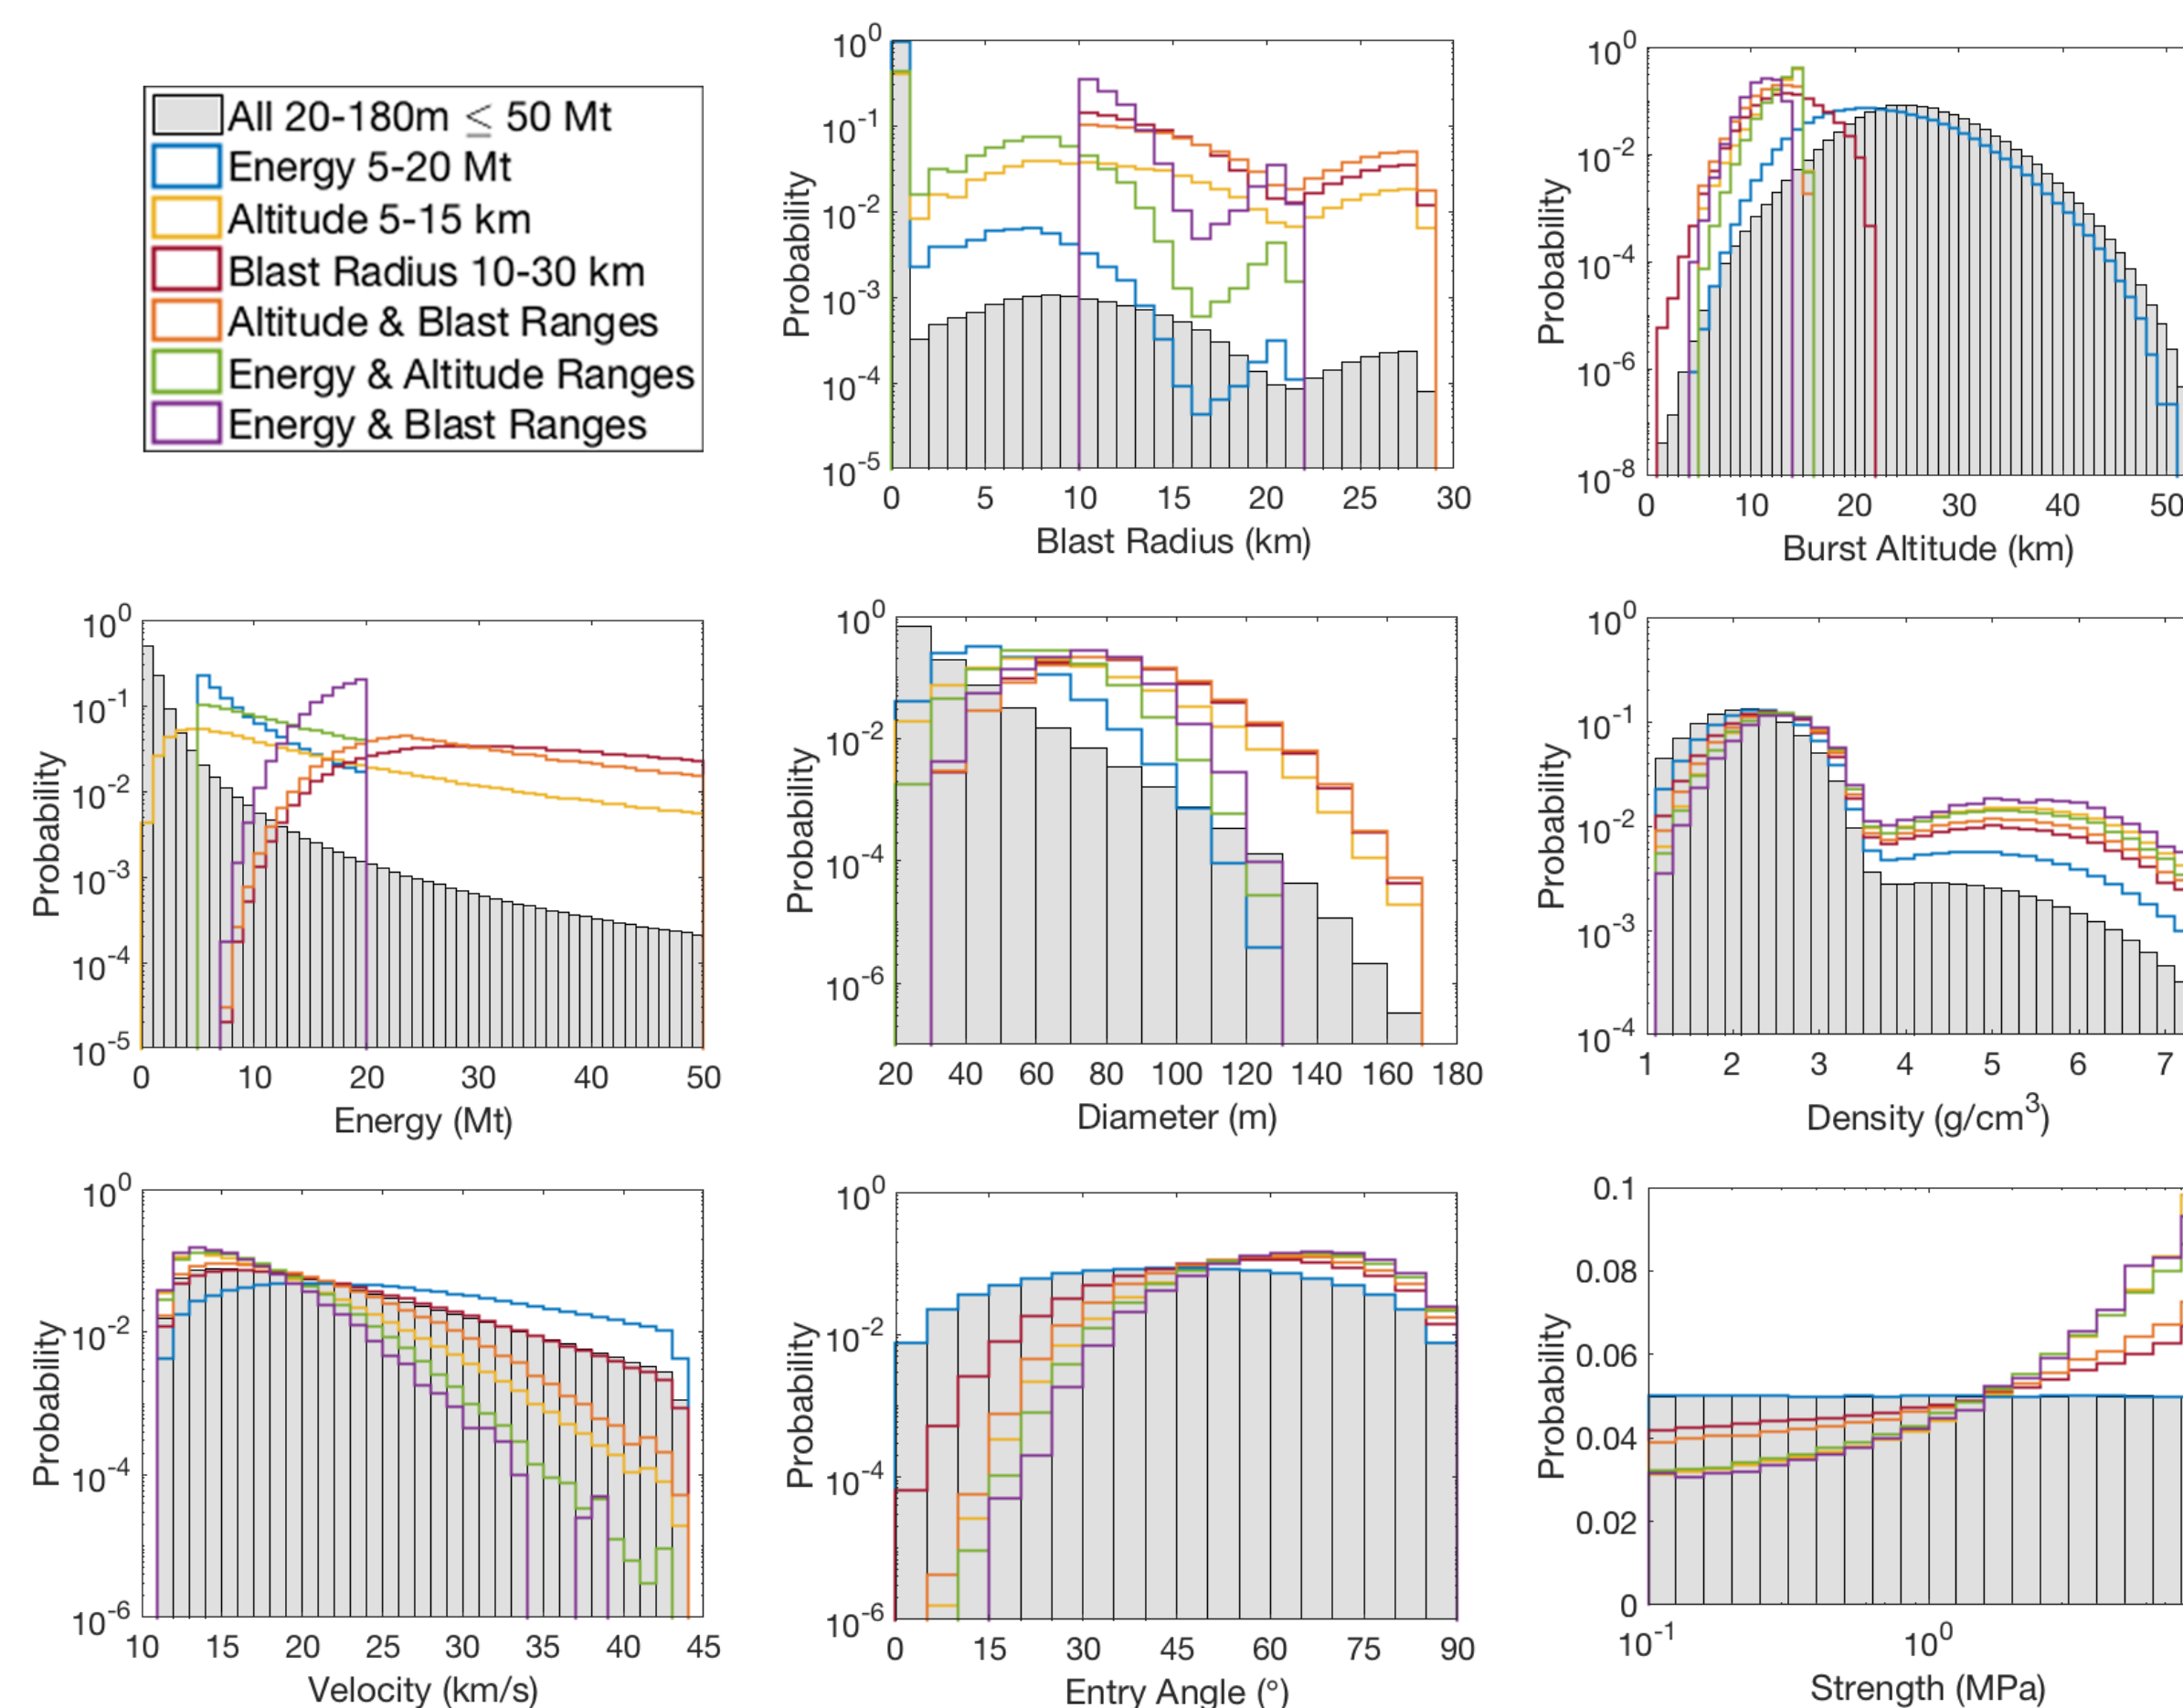 All 20-180m ≤ 50 Mt
Energy 5-20 Mt
Altitude 5-15 km
Blast Radius 10-30 km
Altitude & Blast Ranges
Energy & Altitude Ranges
Energy & Blast Ranges
10^0
10^-1
10^-2
10^-3
10^-4
10^-5
Probability
0 5 10 15 20 25 30
Blast Radius (km)
10^0
10^-2
10^-4
10^-6
10^-8
Probability
0 10 20 30 40 50
Burst Altitude (km)
10^0
10^-1
10^-2
10^-3
10^-4
10^-5
Probability
0 10 20 30 40 50
Energy (Mt)
10^0
10^-2
10^-4
10^-6
Probability
20 40 60 80 100 120 140 160 180
Diameter (m)
10^0
10^-1
10^-2
10^-3
10^-4
Probability
1 2 3 4 5 6 7
Density (g/cm^3)
10^0
10^-2
10^-4
10^-6
Probability
10 15 20 25 30 35 40 45
Velocity (km/s)
10^0
10^-2
10^-4
10^-6
Probability
0 15 30 45 60 75 90
Entry Angle (°)
0.1
0.08
0.06
0.04
0.02
0
Probability
10^-1 10^0
Strength (MPa)